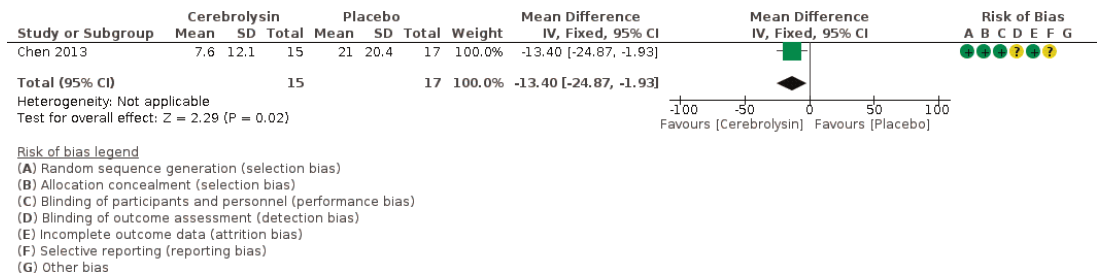 Cerebrolysin Placebo Mean Difference Mean Difference Risk of Bias
Study or Subgroup Mean SD Total Mean SD Total Weight IV, Fixed, 95% CI IV, Fixed, 95% CI A B C D E F G
Chen 2013 7.6 12.1 15 21 20.4 17 100.0% -13.40 [-24.87, -1.93] + + + ? + ?
Total (95% CI) 15 17 100.0% -13.40 [-24.87, -1.93]
Heterogeneity: Not applicable
Test for overall effect: Z = 2.29 (P = 0.02)
-100 -50 0 50 100
Favours [Cerebrolysin] Favours [Placebo]
Risk of bias legend
(A) Random sequence generation (selection bias)
(B) Allocation concealment (selection bias)
(C) Blinding of participants and personnel (performance bias)
(D) Blinding of outcome assessment (detection bias)
(E) Incomplete outcome data (attrition bias)
(F) Selective reporting (reporting bias)
(G) Other bias